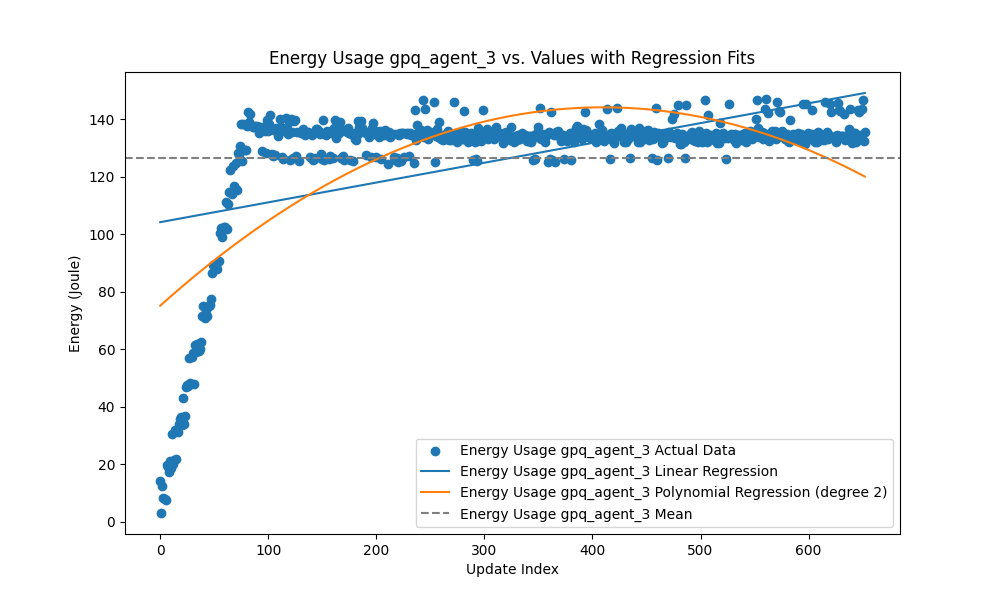 Energy Usage gpq_agent_3 vs. Values with Regression Fits
Energy (Joule)
140
120
100
80
60
40
20
0
0 100 200 300 400 500 600
Update Index
Energy Usage gpq_agent_3 Actual Data
Energy Usage gpq_agent_3 Linear Regression
Energy Usage gpq_agent_3 Polynomial Regression (degree 2)
Energy Usage gpq_agent_3 Mean